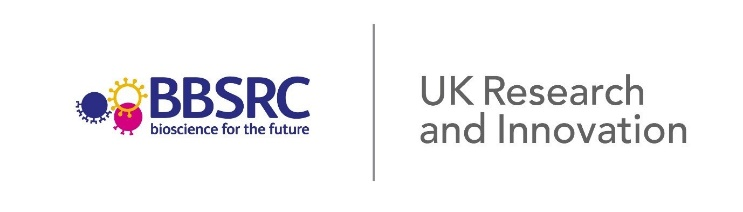 BBSRC
bioscience for the future
UK Research
and Innovation